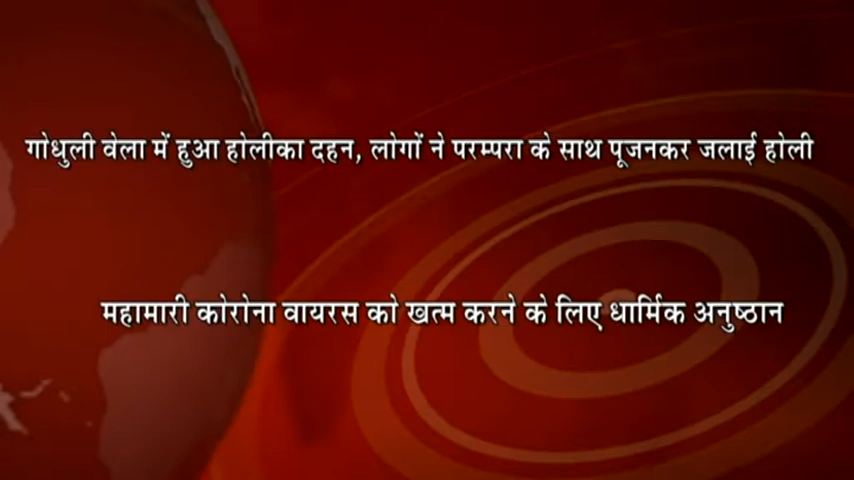 गोधुली वेला में हुआ होलीका दहन, लोगों ने परम्परा के साथ पूजनकर जलाई होली
महामारी कोरोना वायरस को खत्म करने के लिए धार्मिक अनुष्ठान